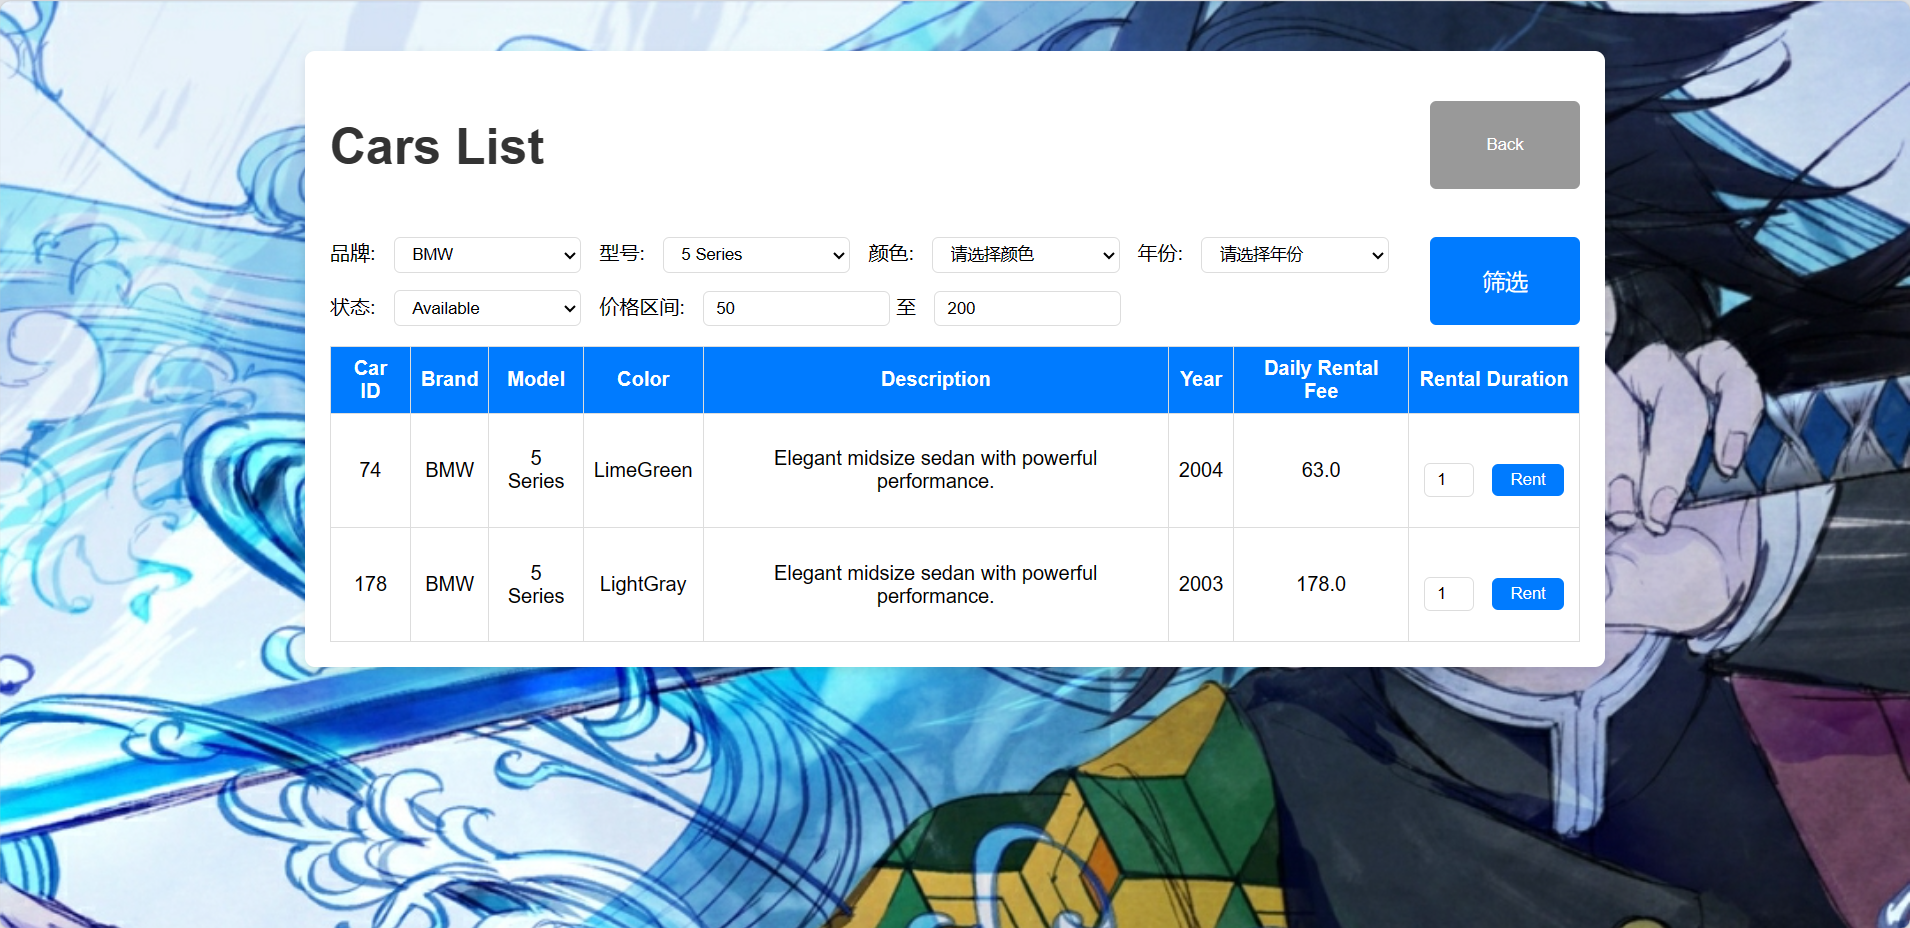 Cars List
Back
品牌: BMW 型号: 5 Series 颜色: 请选择颜色 年份: 请选择年份
筛选
状态: Available 价格区间: 50 至 200
Car ID Brand Model Color Description Year Daily Rental Fee Rental Duration
74 BMW 5 Series LimeGreen Elegant midsize sedan with powerful performance. 2004 63.0 1 Rent
178 BMW 5 Series LightGray Elegant midsize sedan with powerful performance. 2003 178.0 1 Rent